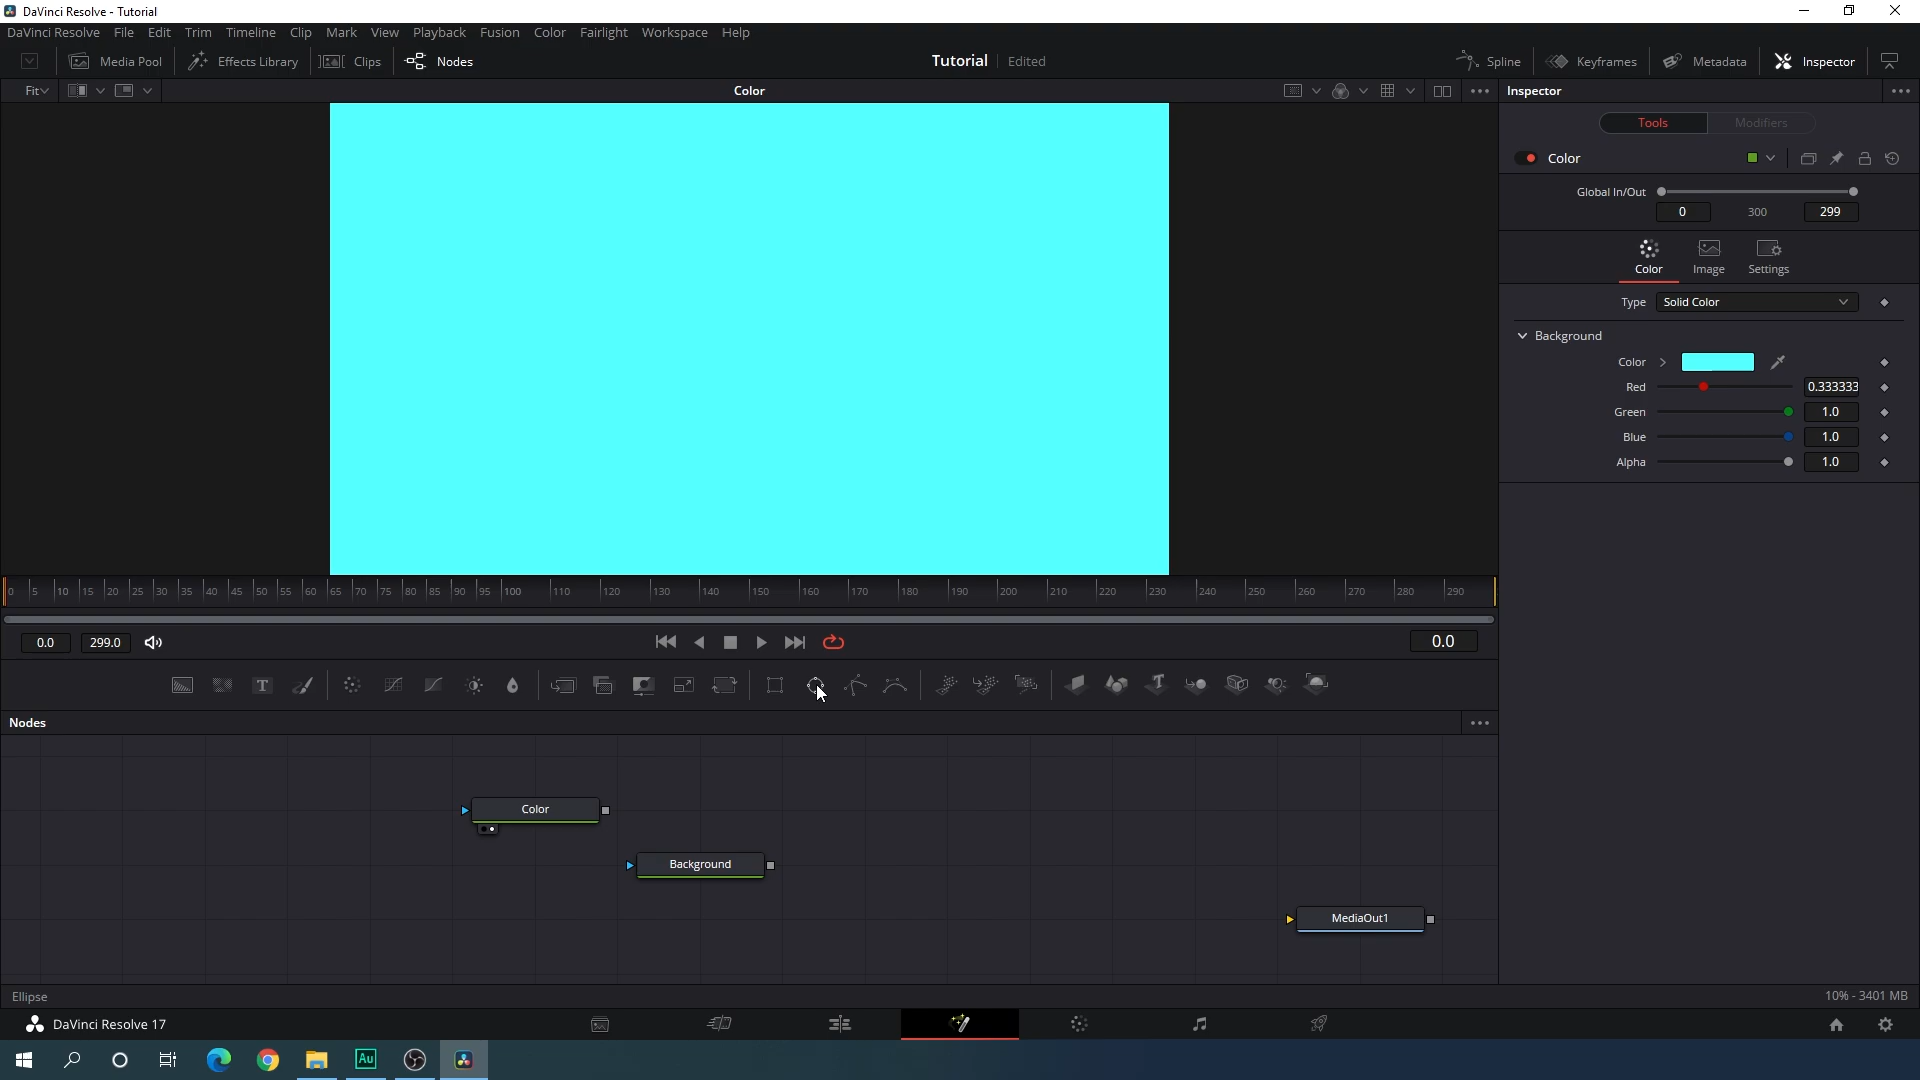 DaVinci Resolve - Tutorial
DaVinci Resolve File Edit Trim Timeline Clip Mark View Playback Fusion Color Fairlight Workspace Help
Media Pool Effects Library Clips Nodes Tutorial Edited Spline Keyframes Metadata Inspector
Fit Color Inspector
Tools Modifiers
Color
Global In/Out
0 300 299
Color Image Settings
Type Solid Color
Background
Color
Red 0.333333
Green 1.0
Blue 1.0
Alpha 1.0
0 5 10 15 20 25 30 35 40 45 50 55 60 65 70 75 80 85 90 95 100 110 120 130 140 150 160 170 180 190 200 210 220 230 240 250 260 270 280 290
0.0 299.0 0.0
T T
Nodes
Color
Background
MediaOut1
Ellipse 10% - 3401 MB
DaVinci Resolve 17
Au